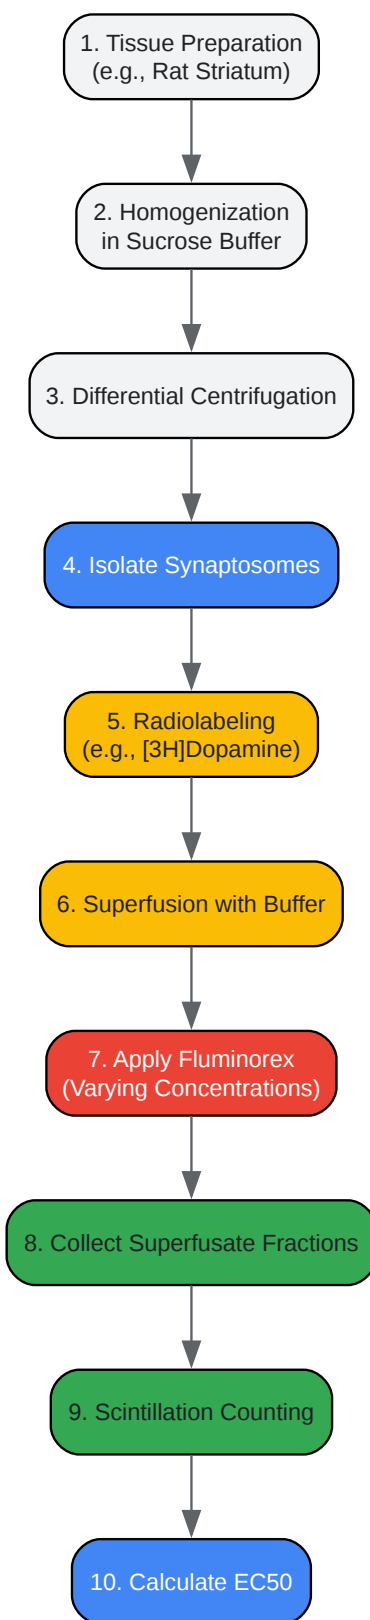 1. Tissue Preparation
(e.g., Rat Striatum)
2. Homogenization
in Sucrose Buffer
3. Differential Centrifugation
4. Isolate Synaptosomes
5. Radiolabeling
(e.g., [3H]Dopamine)
6. Superfusion with Buffer
7. Apply Fluminorex
(Varying Concentrations)
8. Collect Superfusate Fractions
9. Scintillation Counting
10. Calculate EC50